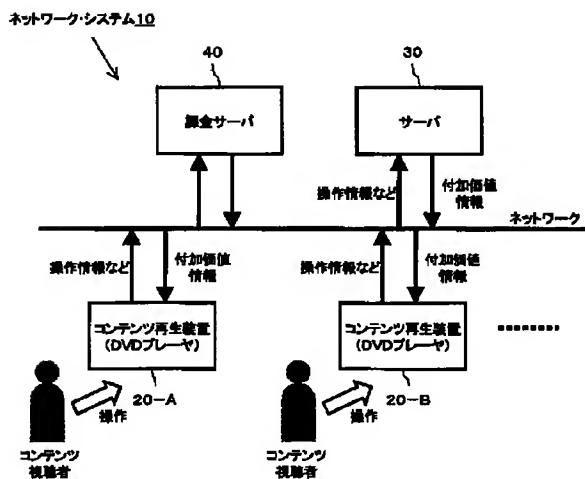 ネットワーク・システム10
40
30
課金サーバ
サーバ
操作情報など
付加価値
情報
ネットワーク
操作情報など
付加価値
情報
操作情報など
付加価値
情報
コンテンツ再生装置
(DVDプレーヤ)
コンテンツ再生装置
(DVDプレーヤ)
20-A
20-B
操作
操作
コンテンツ
視聴者
コンテンツ
視聴者